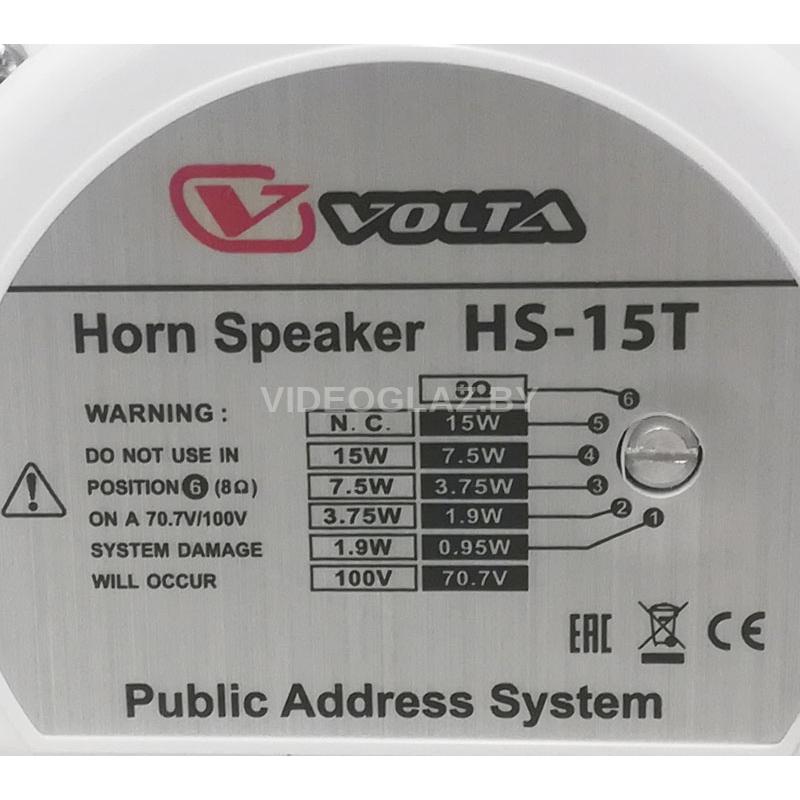 VOLTA
Horn Speaker HS-15T
WARNING :
DO NOT USE IN
POSITION 6 (8Ω)
ON A 70.7V/100V
SYSTEM DAMAGE
WILL OCCUR
8Ω 6
N. C. 15W 5
15W 7.5W 4
7.5W 3.75W 3
3.75W 1.9W 2
1.9W 0.95W 1
100V 70.7V
VIDEOGLAZ.BY
EAC CE
Public Address System